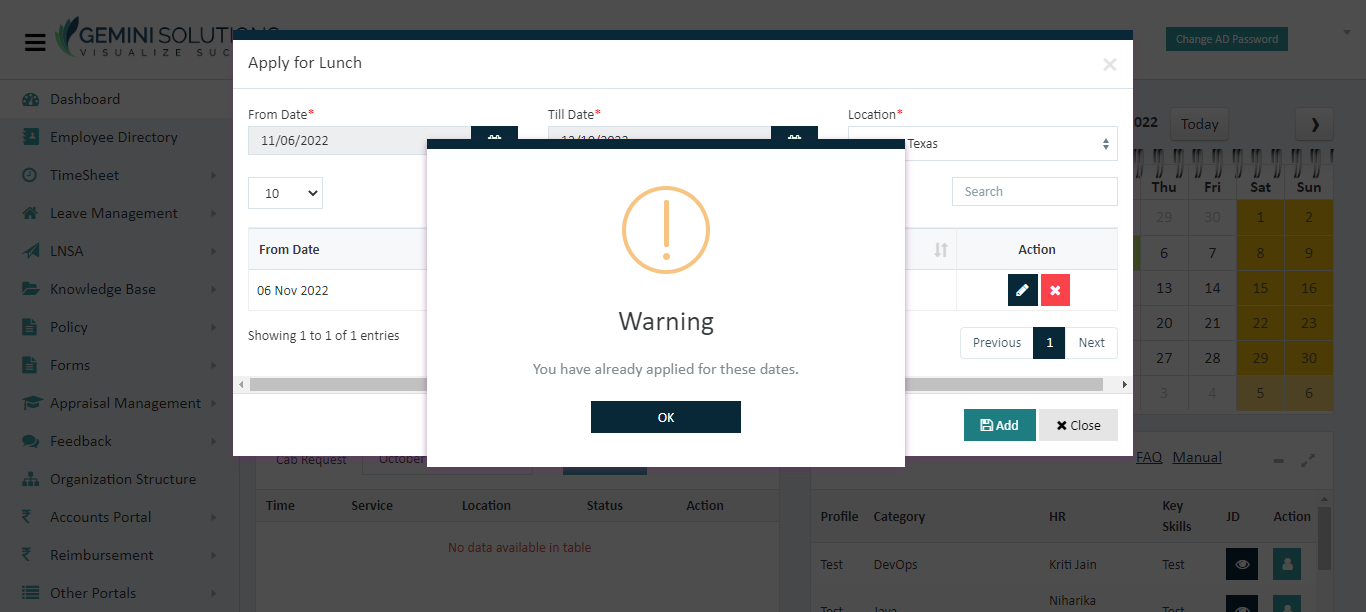 GEMINI SOLUTIONS
VISUALIZE SUC
Change AD Password
Dashboard
Employee Directory
TimeSheet
Leave Management
LNSA
Knowledge Base
Policy
Forms
Appraisal Management
Feedback
Organization Structure
Accounts Portal
Reimbursement
Other Portals
Apply for Lunch
From Date*
Till Date*
Location*
11/06/2022
12/10/2022
Texas
10
Search
From Date
Action
06 Nov 2022
Showing 1 to 1 of 1 entries
Previous 1 Next
Add
Close
Warning
You have already applied for these dates.
OK
2022
Today
Thu Fri Sat Sun
29 30 1 2
6 7 8 9
13 14 15 16
20 21 22 23
27 28 29 30
3 4 5 6
Cab Request
October
Time Service Location Status Action
No data available in table
FAQ Manual
Profile Category HR Key Skills JD Action
Test DevOps Kriti Jain Test
Test Java Niharika Test